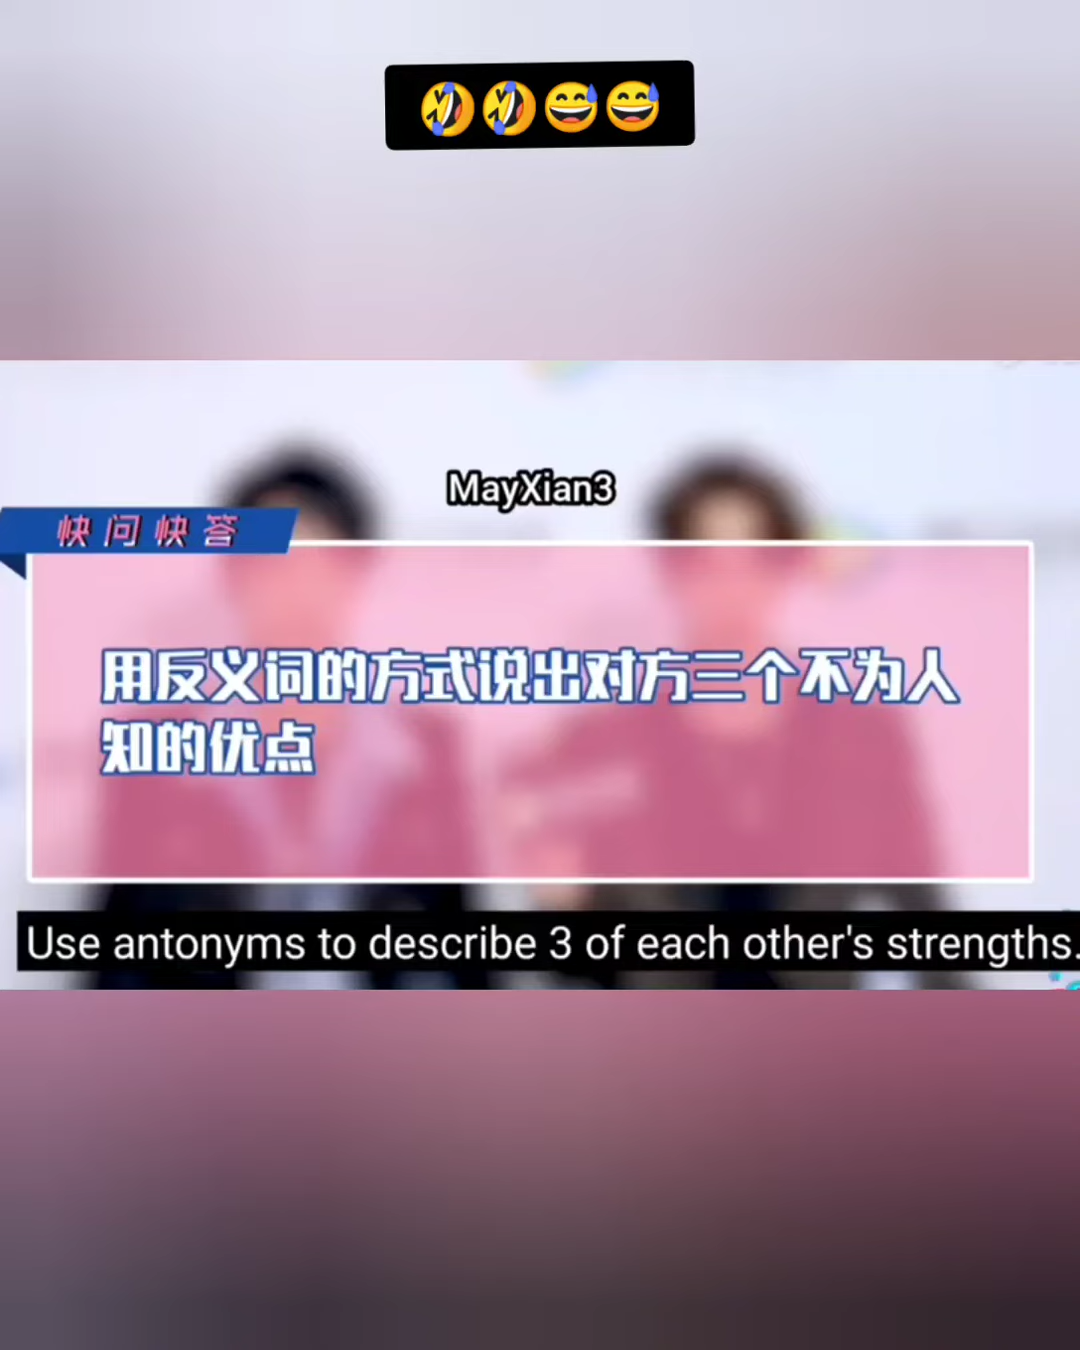 🤣🤣😅😅
MayXian3
快问快答
用反义词的方式说出对方三个不为人
知的优点
Use antonyms to describe 3 of each other's strengths.